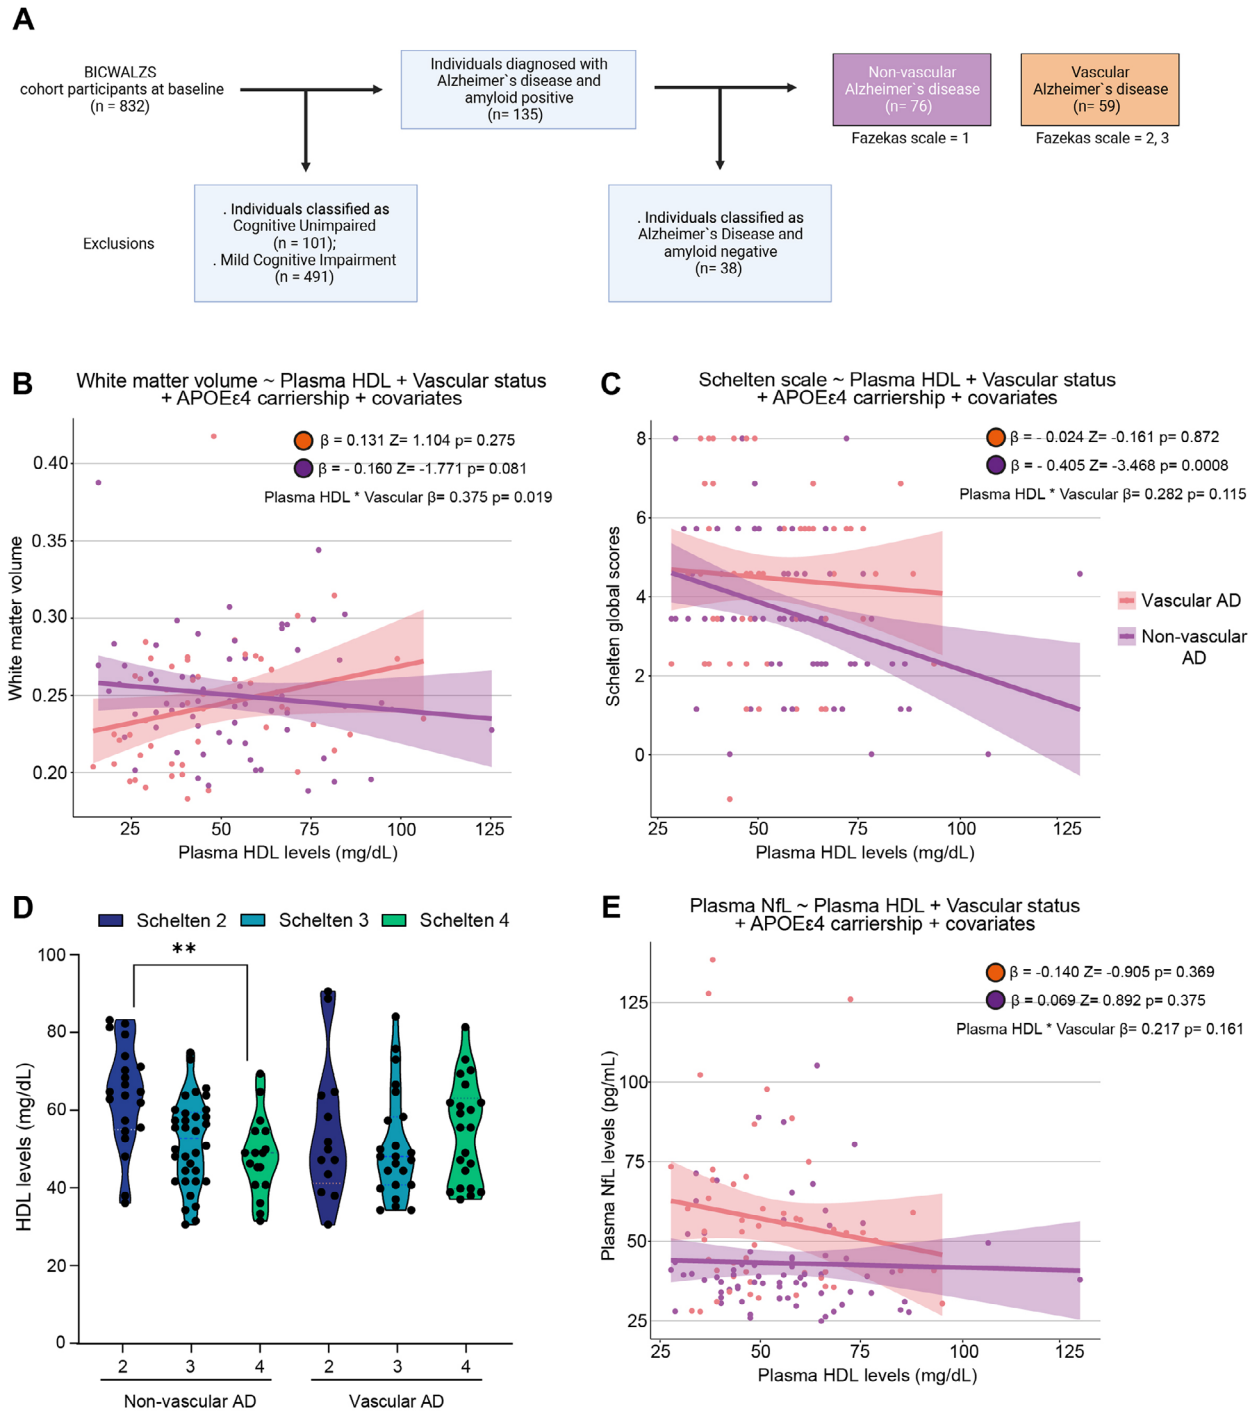 A
BICWALZS
cohort participants at baseline
(n = 832)
Individuals diagnosed with
Alzheimer`s disease and
amyloid positive
(n= 135)
Non-vascular
Alzheimer`s disease
(n= 76)
Fazekas scale = 1
Vascular
Alzheimer`s disease
(n= 59)
Fazekas scale = 2, 3
Exclusions
. Individuals classified as
Cognitive Unimpaired
(n = 101);
. Mild Cognitive Impairment
(n = 491)
. Individuals classified as
Alzheimer`s Disease and
amyloid negative
(n= 38)
B
White matter volume ~ Plasma HDL + Vascular status
+ APOEε4 carriership + covariates
β = 0.131 Z= 1.104 p= 0.275
β = - 0.160 Z= -1.771 p= 0.081
Plasma HDL * Vascular β= 0.375 p= 0.019
White matter volume
0.40
0.35
0.30
0.25
0.20
25 50 75 100 125
Plasma HDL levels (mg/dL)
C
Schelten scale ~ Plasma HDL + Vascular status
+ APOEε4 carriership + covariates
β = - 0.024 Z= -0.161 p= 0.872
β = - 0.405 Z= -3.468 p= 0.0008
Plasma HDL * Vascular β= 0.282 p= 0.115
Schelten global scores
8
6
4
2
0
25 50 75 100 125
Plasma HDL levels (mg/dL)
Vascular AD
Non-vascular
AD
D
Schelten 2 Schelten 3 Schelten 4
**
HDL levels (mg/dL)
100
80
60
40
20
0
2 3 4 2 3 4
Non-vascular AD Vascular AD
E
Plasma NfL ~ Plasma HDL + Vascular status
+ APOEε4 carriership + covariates
β = -0.140 Z= -0.905 p= 0.369
β = 0.069 Z= 0.892 p= 0.375
Plasma HDL * Vascular β= 0.217 p= 0.161
Plasma NfL levels (pg/mL)
125
100
75
50
25
25 50 75 100 125
Plasma HDL levels (mg/dL)